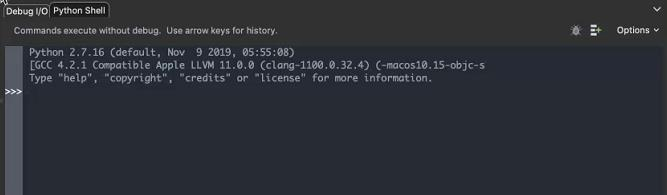 Debug I/O Python Shell
Commands execute without debug. Use arrow keys for history. Options
Python 2.7.16 (default, Nov  9 2019, 05:55:08)
[GCC 4.2.1 Compatible Apple LLVM 11.0.0 (clang-1100.0.32.4) (-macos10.15-objc-s
Type "help", "copyright", "credits" or "license" for more information.
>>>